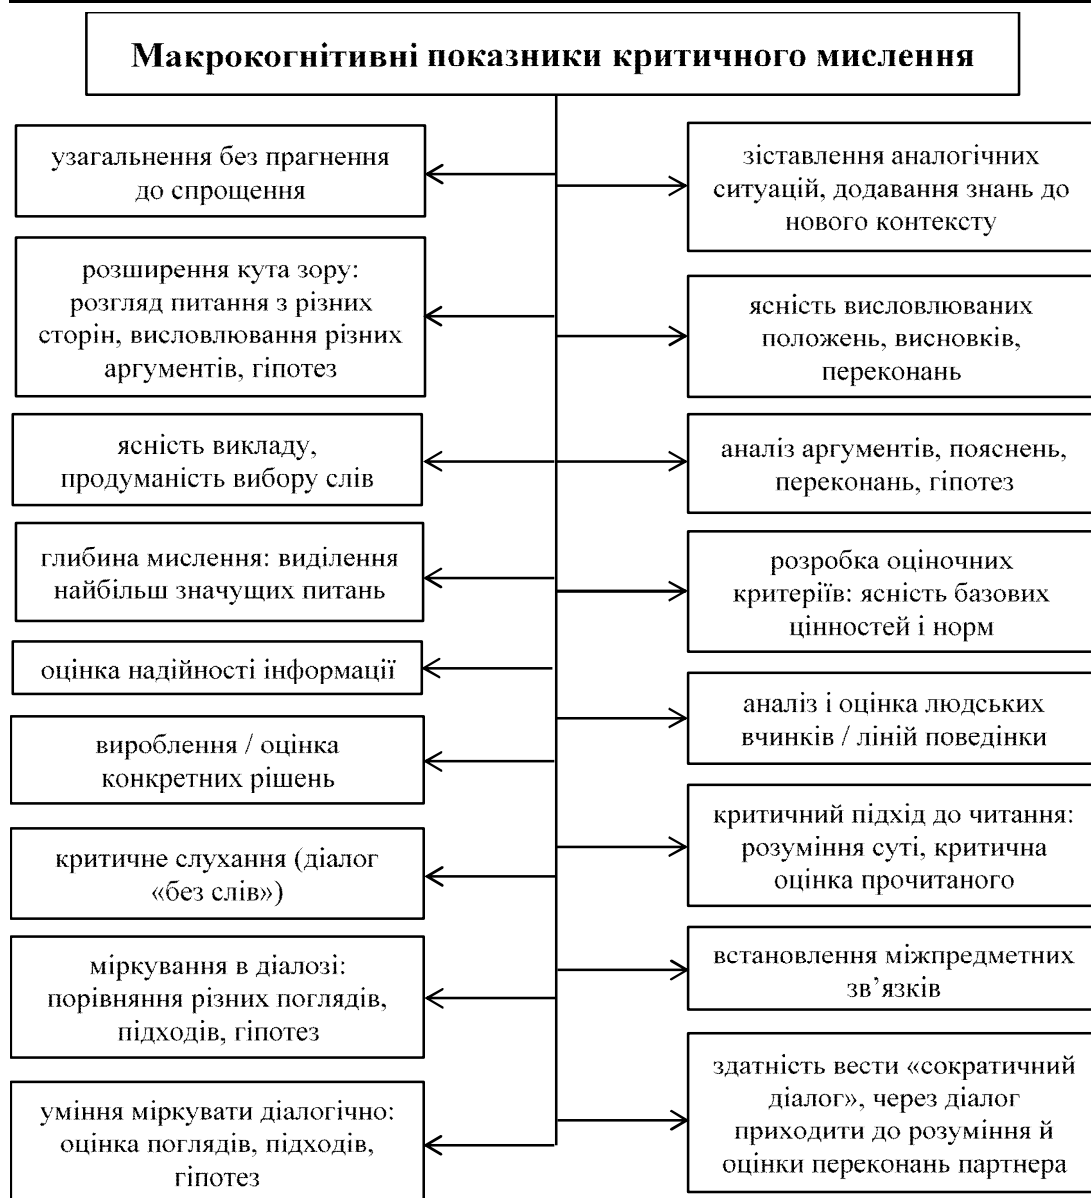 Макрокогнітивні показники критичного мислення
узагальнення без прагнення
до спрощення
розширення кута зору:
розгляд питання з різних
сторін, висловлювання різних
аргументів, гіпотез
ясність викладу,
продуманість вибору слів
глибина мислення: виділення
найбільш значущих питань
оцінка надійності інформації
вироблення / оцінка
конкретних рішень
критичне слухання (діалог
«без слів»)
міркування в діалозі:
порівняння різних поглядів,
підходів, гіпотез
уміння міркувати діалогічно:
оцінка поглядів, підходів,
гіпотез
зіставлення аналогічних
ситуацій, додавання знань до
нового контексту
ясність висловлюваних
положень, висновків,
переконань
аналіз аргументів, пояснень,
переконань, гіпотез
розробка оціночних
критеріїв: ясність базових
цінностей і норм
аналіз і оцінка людських
вчинків / ліній поведінки
критичний підхід до читання:
розуміння суті, критична
оцінка прочитаного
встановлення міжпредметних
зв’язків
здатність вести «сократичний
діалог», через діалог
приходити до розуміння й
оцінки переконань партнера